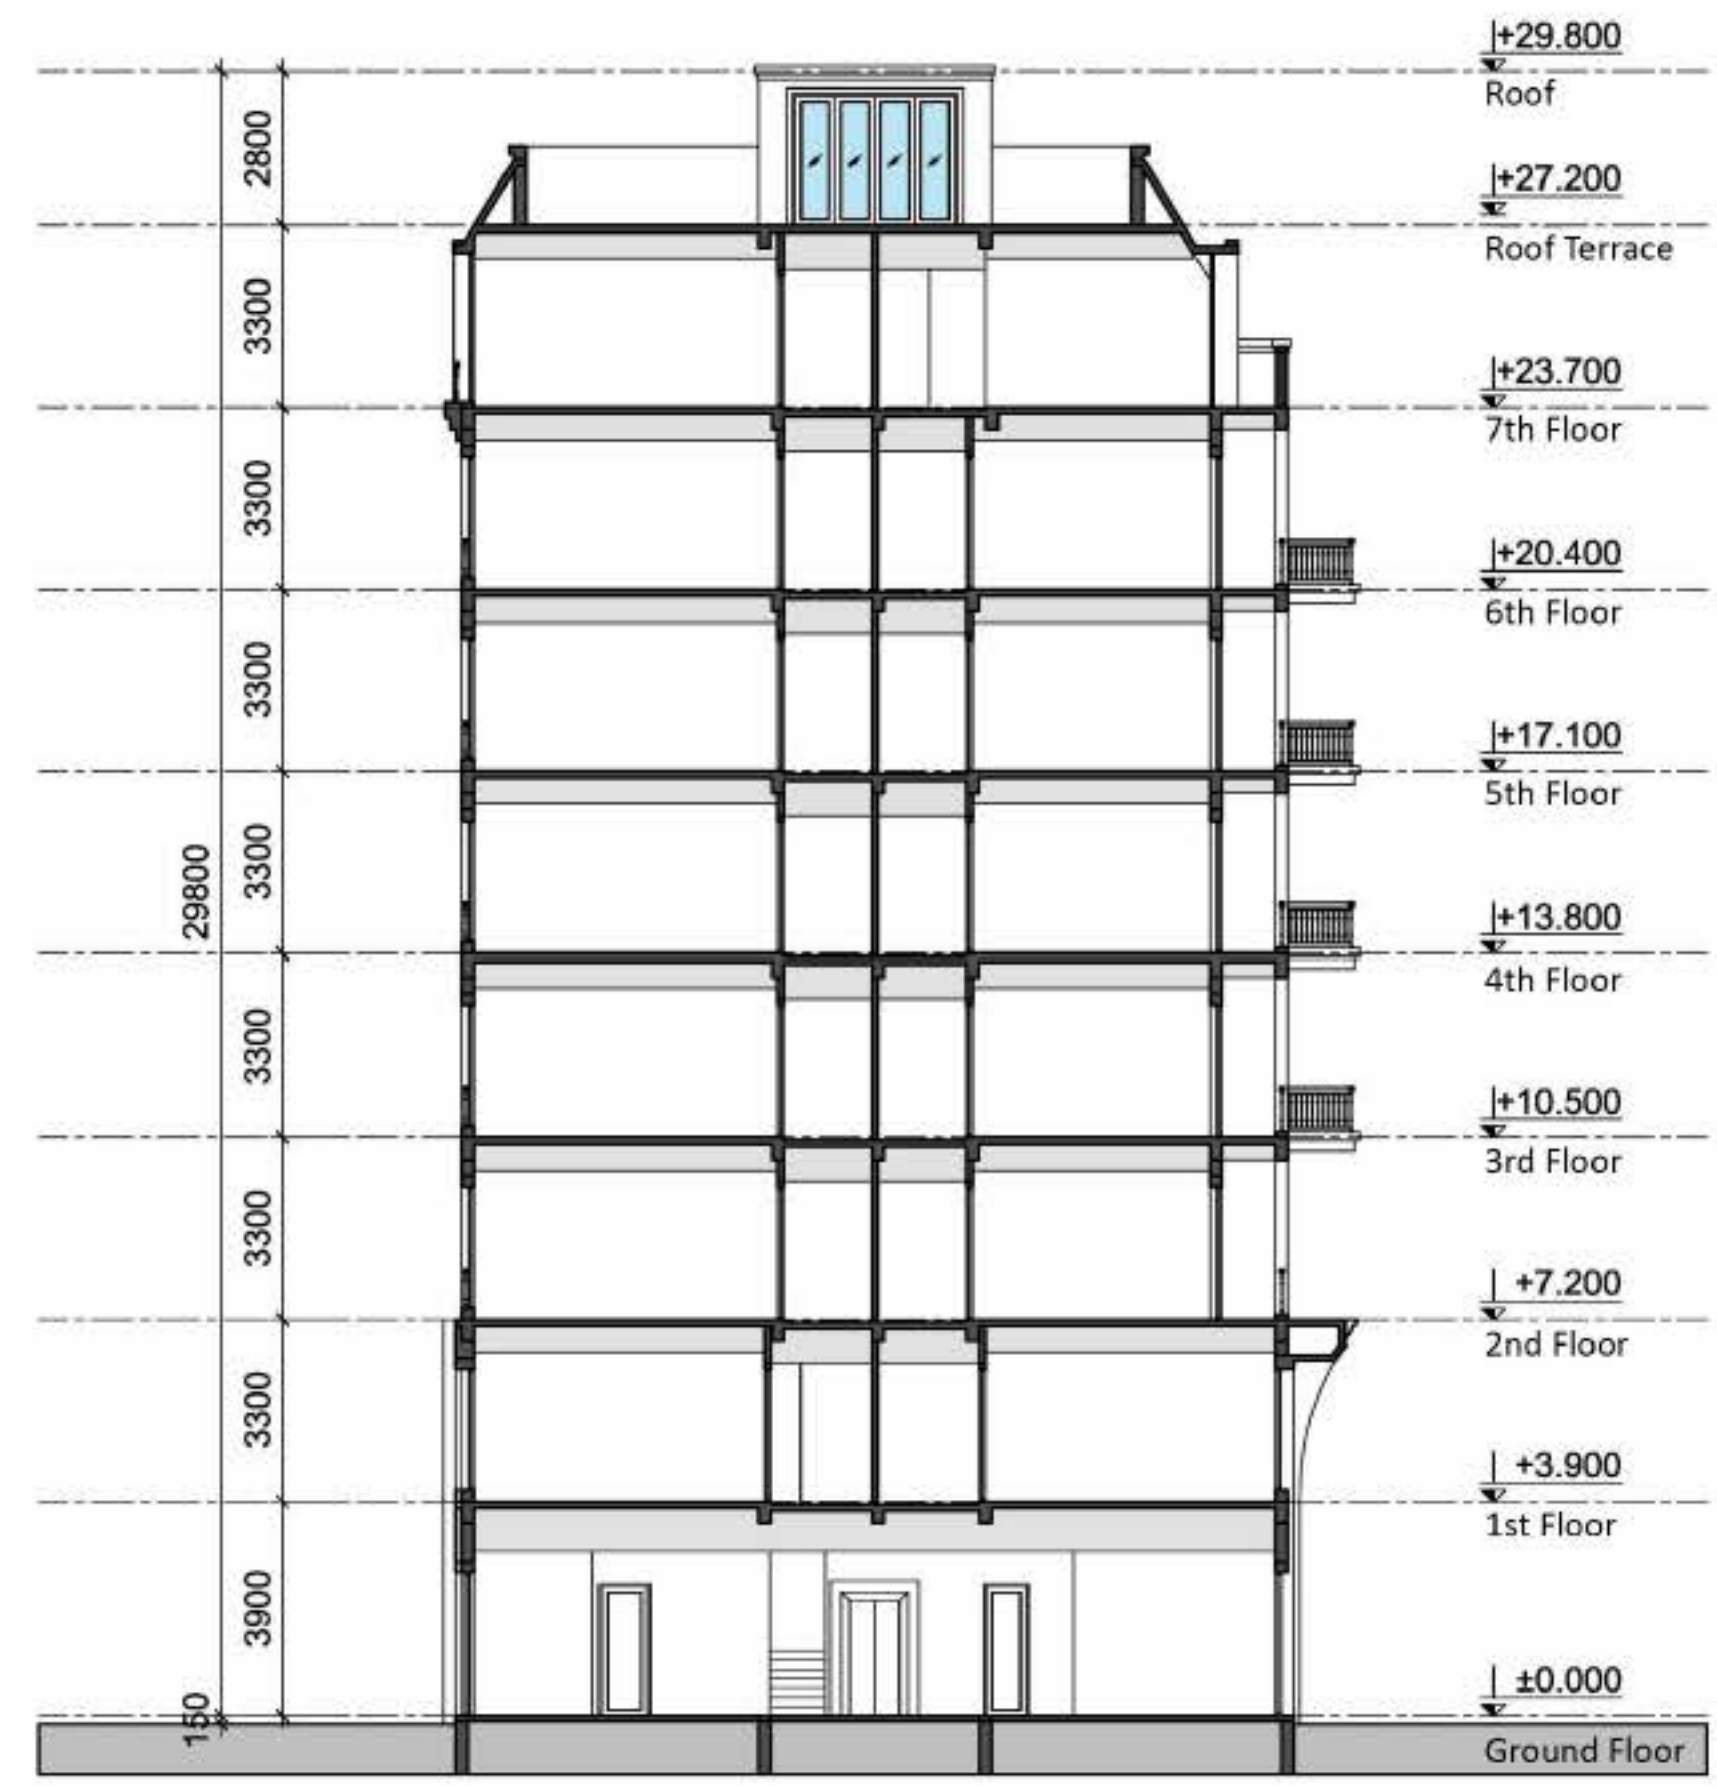 |+29.800
Roof
2800
|+27.200
Roof Terrace
3300
|+23.700
7th Floor
3300
|+20.400
6th Floor
3300
|+17.100
5th Floor
3300
29800
|+13.800
4th Floor
3300
|+10.500
3rd Floor
3300
| +7.200
2nd Floor
3300
| +3.900
1st Floor
3900
| ±0.000
150
Ground Floor